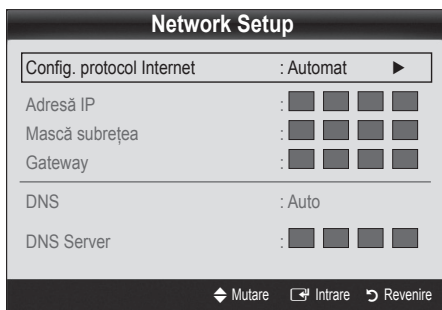 Network Setup
Config. protocol Internet : Automat ▶
Adresă IP :
Mască subrețea :
Gateway :
DNS : Auto
DNS Server :
Mutare Intrare Revenire